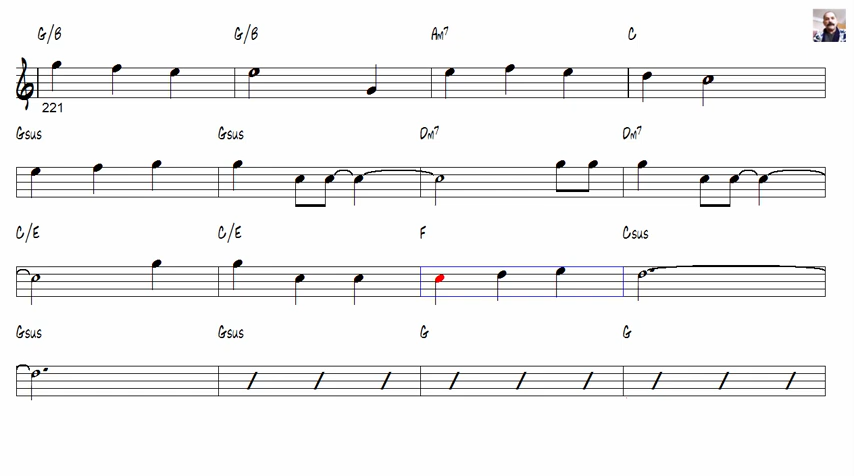 G/B G/B Am7 C
221
Gsus Gsus Dm7 Dm7
C/E C/E F Csus
Gsus Gsus G G